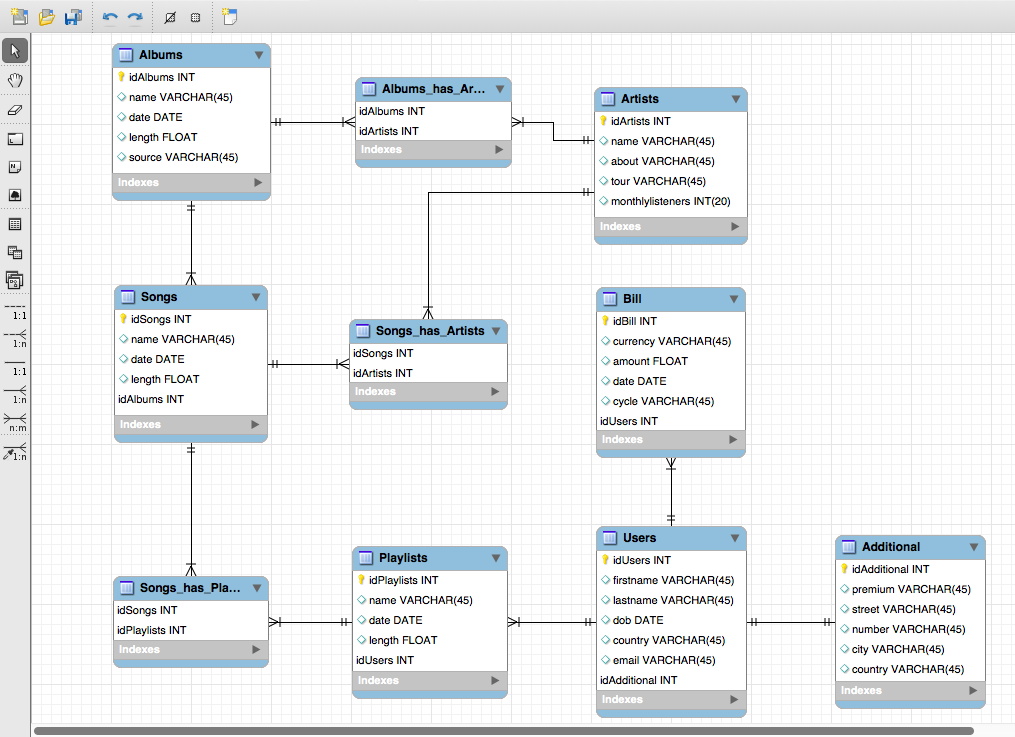 Albums
idAlbums INT
name VARCHAR(45)
date DATE
length FLOAT
source VARCHAR(45)
Indexes
Albums_has_Ar...
idAlbums INT
idArtists INT
Indexes
Artists
idArtists INT
name VARCHAR(45)
about VARCHAR(45)
tour VARCHAR(45)
monthlylisteners INT(20)
Indexes
Songs
idSongs INT
name VARCHAR(45)
date DATE
length FLOAT
idAlbums INT
Indexes
Songs_has_Artists
idSongs INT
idArtists INT
Indexes
Bill
idBill INT
currency VARCHAR(45)
amount FLOAT
date DATE
cycle VARCHAR(45)
idUsers INT
Indexes
Songs_has_Pla...
idSongs INT
idPlaylists INT
Indexes
Playlists
idPlaylists INT
name VARCHAR(45)
date DATE
length FLOAT
idUsers INT
Indexes
Users
idUsers INT
firstname VARCHAR(45)
lastname VARCHAR(45)
dob DATE
country VARCHAR(45)
email VARCHAR(45)
idAdditional INT
Indexes
Additional
idAdditional INT
premium VARCHAR(45)
street VARCHAR(45)
number VARCHAR(45)
city VARCHAR(45)
country VARCHAR(45)
Indexes
1:1
1:n
1:1
1:n
n:m
1:n